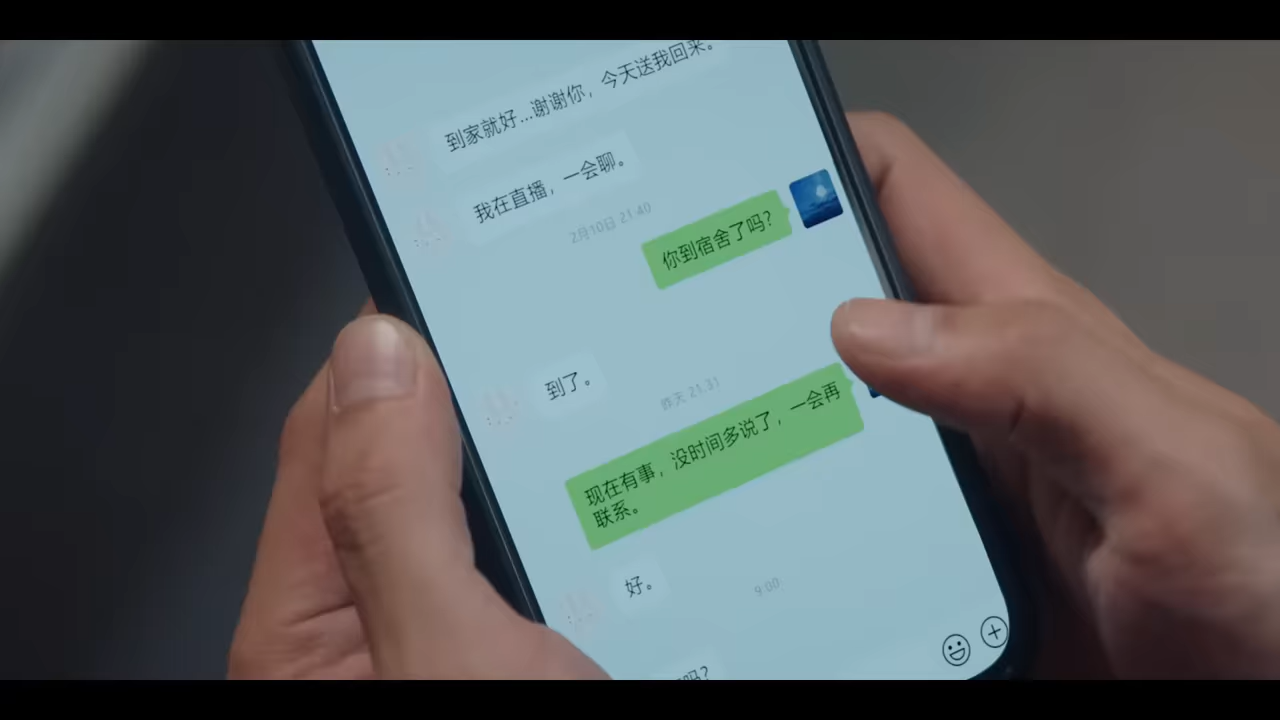 到家就好...谢谢你，今天送我回来。
我在直播，一会聊。
2月10日 21:40
你到宿舍了吗？
到了。
昨天 21:31
现在有事，没时间多说了，一会再
联系。
好。
9:00
吗？